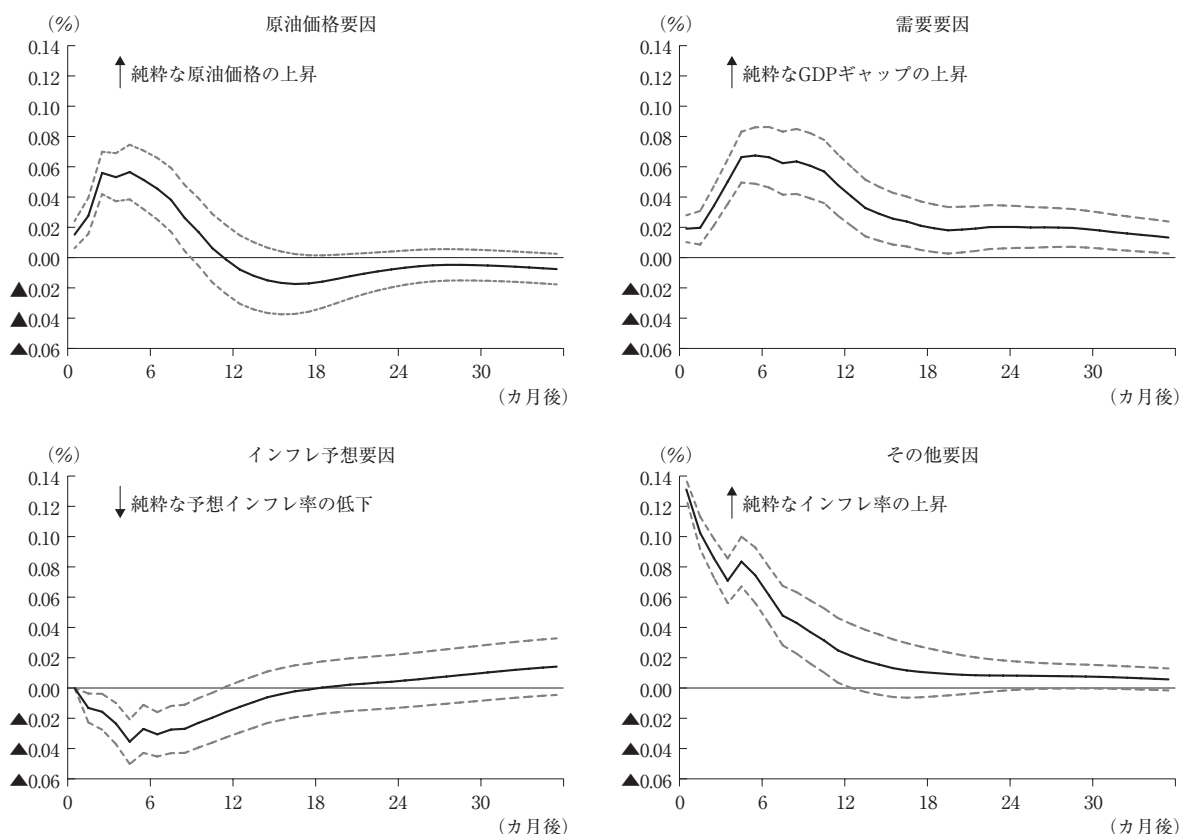 (%) 原油価格要因
0.14
0.12
↑ 純粋な原油価格の上昇
0.10
0.08
0.06
0.04
0.02
0.00
▲0.02
▲0.04
▲0.06
0 6 12 18 24 30
(カ月後)
(%) 需要要因
0.14
0.12
↑ 純粋なGDPギャップの上昇
0.10
0.08
0.06
0.04
0.02
0.00
▲0.02
▲0.04
▲0.06
0 6 12 18 24 30
(カ月後)
(%) インフレ予想要因
0.14
0.12
↓ 純粋な予想インフレ率の低下
0.10
0.08
0.06
0.04
0.02
0.00
▲0.02
▲0.04
▲0.06
0 6 12 18 24 30
(カ月後)
(%) その他要因
0.14
0.12
↑ 純粋なインフレ率の上昇
0.10
0.08
0.06
0.04
0.02
0.00
▲0.02
▲0.04
▲0.06
0 6 12 18 24 30
(カ月後)